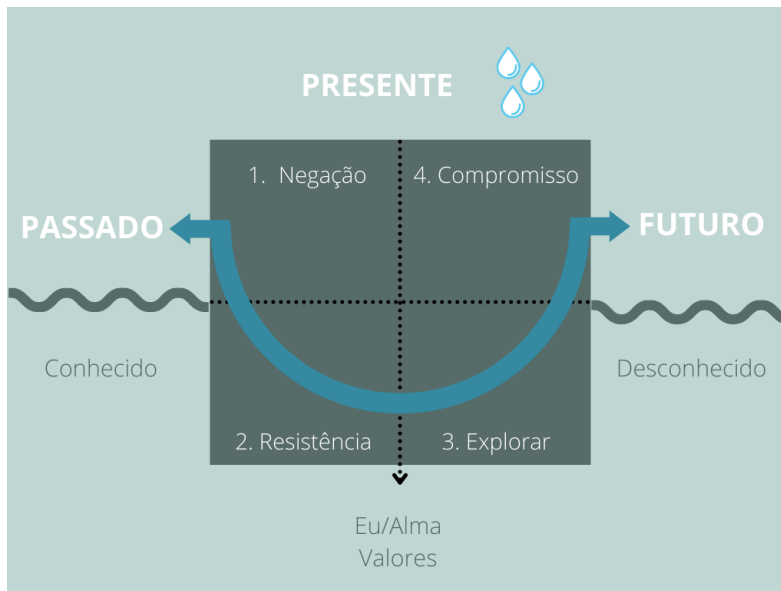 PRESENTE
1. Negação
4. Compromisso
PASSADO
FUTURO
Conhecido
Desconhecido
2. Resistência
3. Explorar
Eu/Alma
Valores